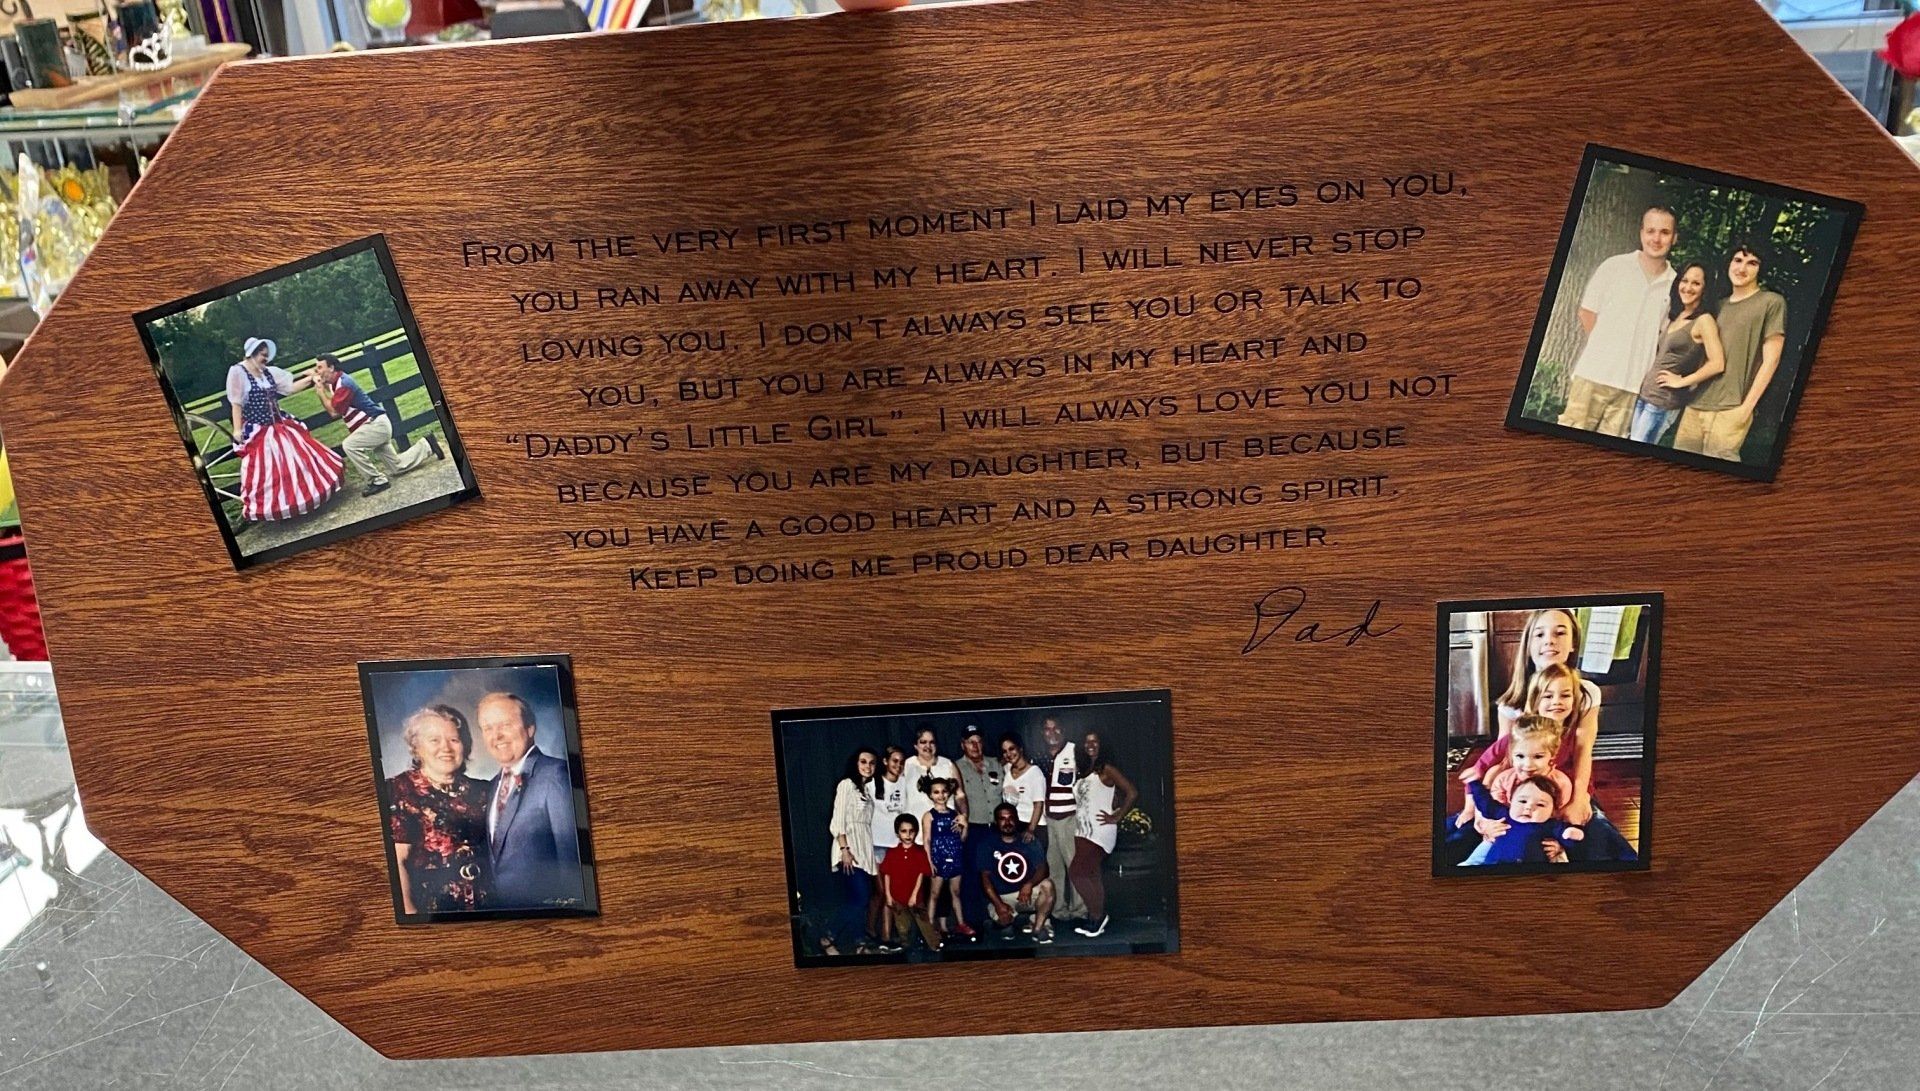 From the very first moment I laid my eyes on you,
you ran away with my heart. I will never stop
loving you. I don't always see you or talk to
you, but you are always in my heart and
“Daddy's Little Girl”. I will always love you not
because you are my daughter, but because
you have a good heart and a strong spirit.
Keep doing me proud dear daughter.
Dad